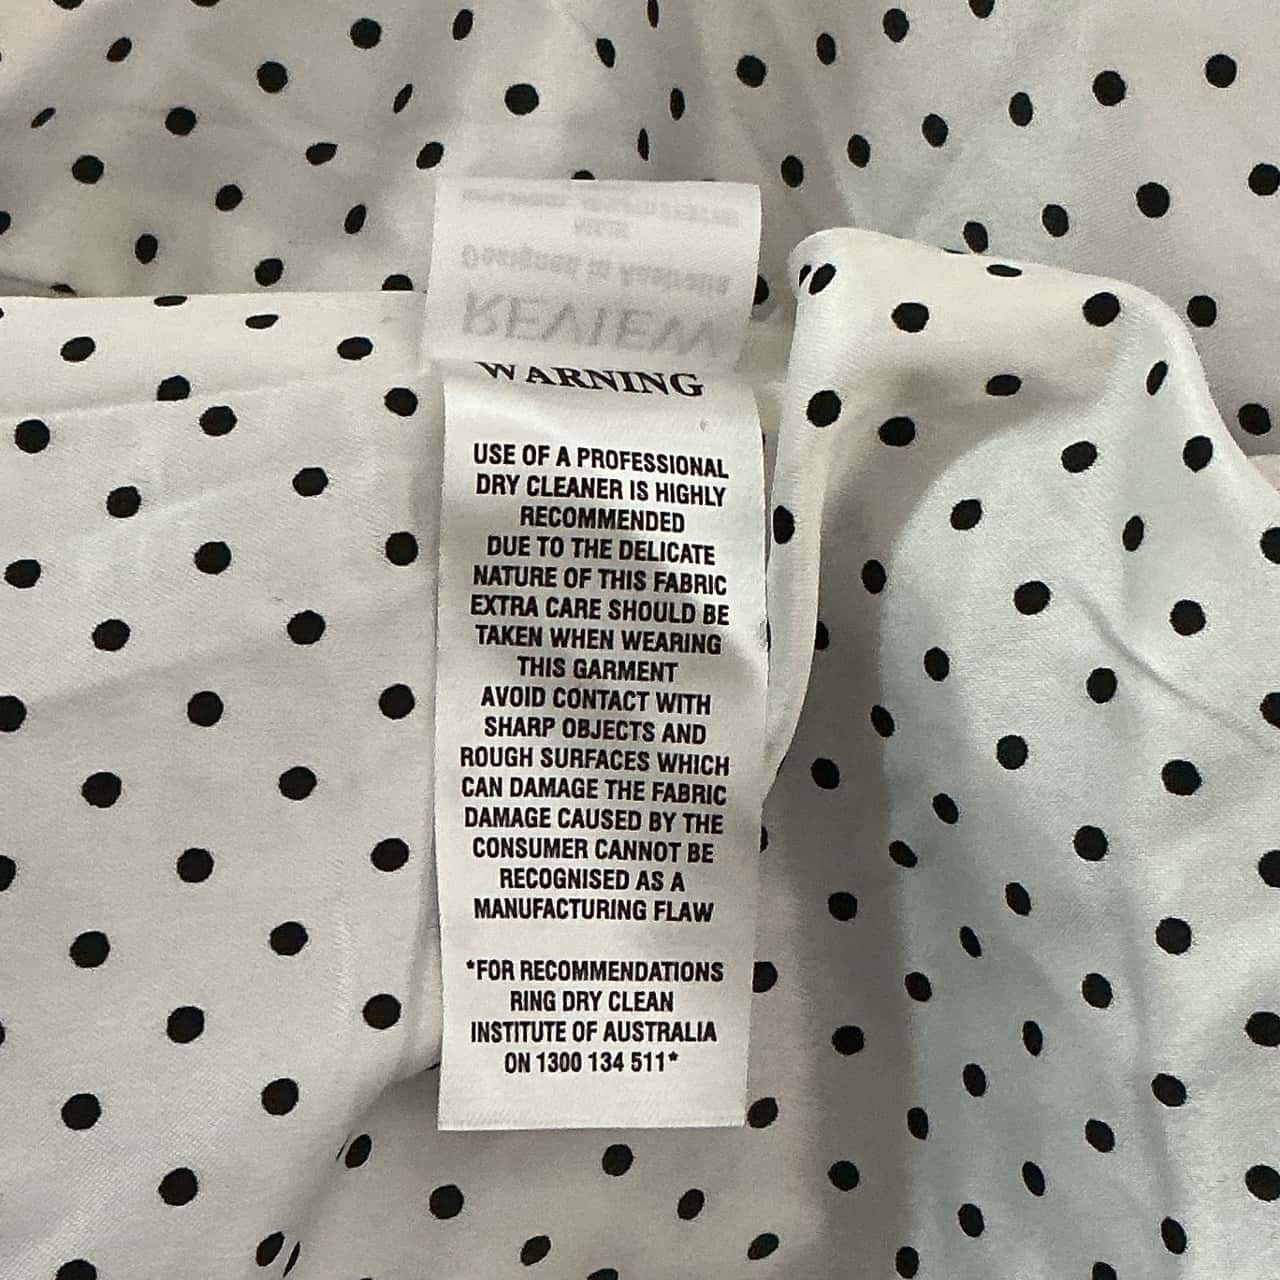 REVIEW
WARNING
USE OF A PROFESSIONAL
DRY CLEANER IS HIGHLY
RECOMMENDED
DUE TO THE DELICATE
NATURE OF THIS FABRIC
EXTRA CARE SHOULD BE
TAKEN WHEN WEARING
THIS GARMENT
AVOID CONTACT WITH
SHARP OBJECTS AND
ROUGH SURFACES WHICH
CAN DAMAGE THE FABRIC
DAMAGE CAUSED BY THE
CONSUMER CANNOT BE
RECOGNISED AS A
MANUFACTURING FLAW
*FOR RECOMMENDATIONS
RING DRY CLEAN
INSTITUTE OF AUSTRALIA
ON 1300 134 511*